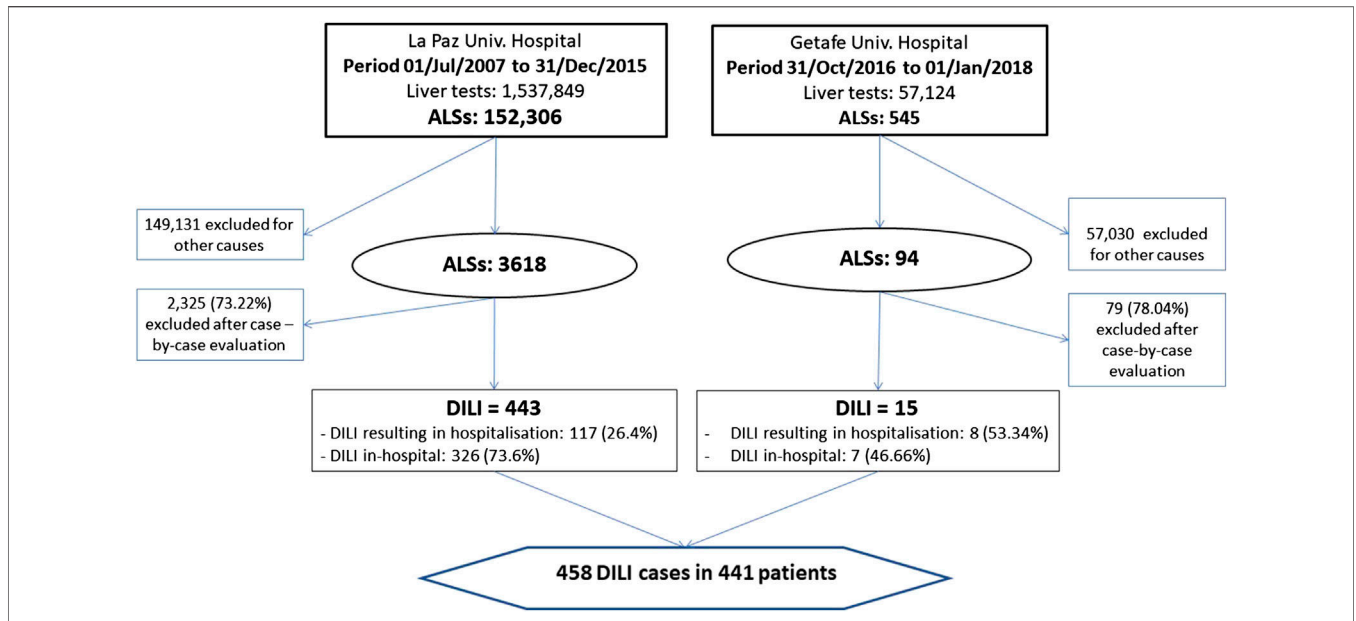 La Paz Univ. Hospital
Period 01/Jul/2007 to 31/Dec/2015
Liver tests: 1,537,849
ALSs: 152,306
Getafe Univ. Hospital
Period 31/Oct/2016 to 01/Jan/2018
Liver tests: 57,124
ALSs: 545
149,131 excluded for
other causes
57,030 excluded
for other causes
ALSs: 3618
ALSs: 94
2,325 (73.22%)
excluded after case –
by-case evaluation
79 (78.04%)
excluded after
case-by-case
evaluation
DILI = 443
- DILI resulting in hospitalisation: 117 (26.4%)
- DILI in-hospital: 326 (73.6%)
DILI = 15
- DILI resulting in hospitalisation: 8 (53.34%)
- DILI in-hospital: 7 (46.66%)
458 DILI cases in 441 patients